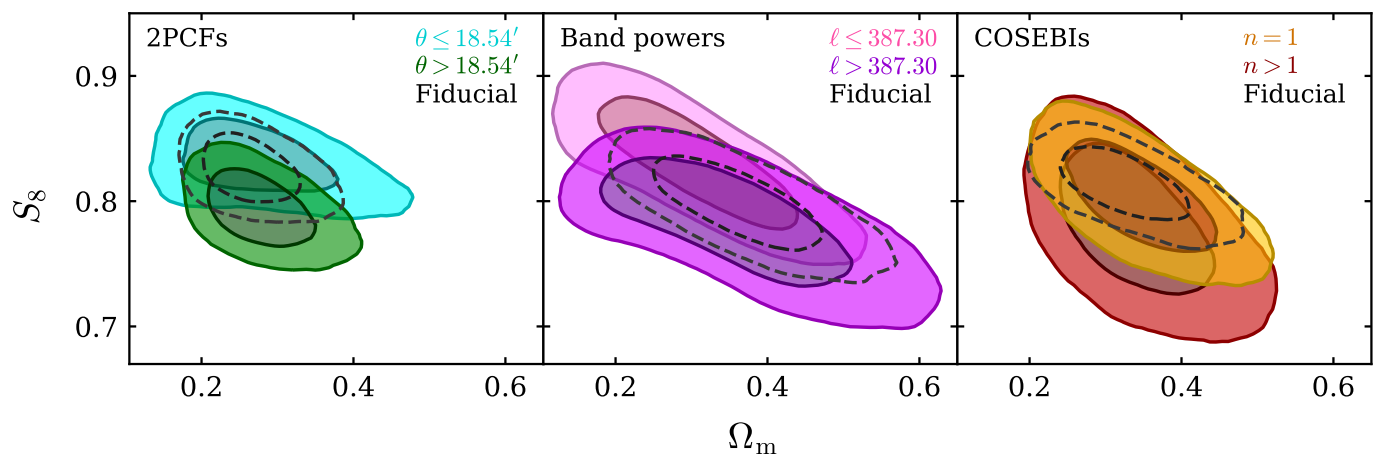 2PCFs
θ ≤ 18.54′
θ > 18.54′
Fiducial
Band powers
ℓ ≤ 387.30
ℓ > 387.30
Fiducial
COSEBIs
n = 1
n > 1
Fiducial
S₈
0.9
0.8
0.7
0.2 0.4 0.6 0.2 0.4 0.6 0.2 0.4 0.6
Ωₘ